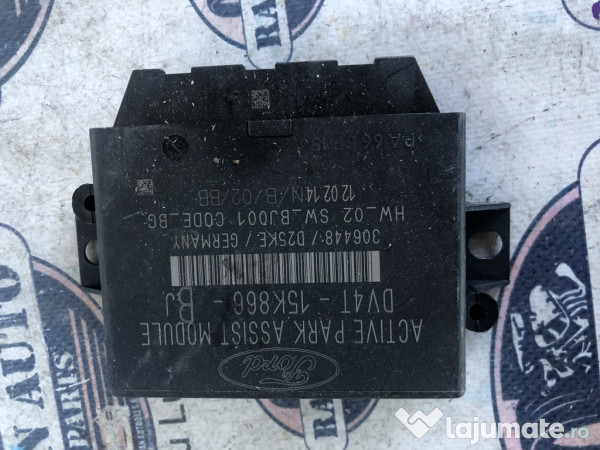 Ford
ACTIVE PARK ASSIST MODULE
DV4T - 15K866 - BJ
306448 / D2SKE / GERMANY
HW_02 SW_BJ001 CODE_BG
12.02.14 N/B/02/BB
lajumate.ro